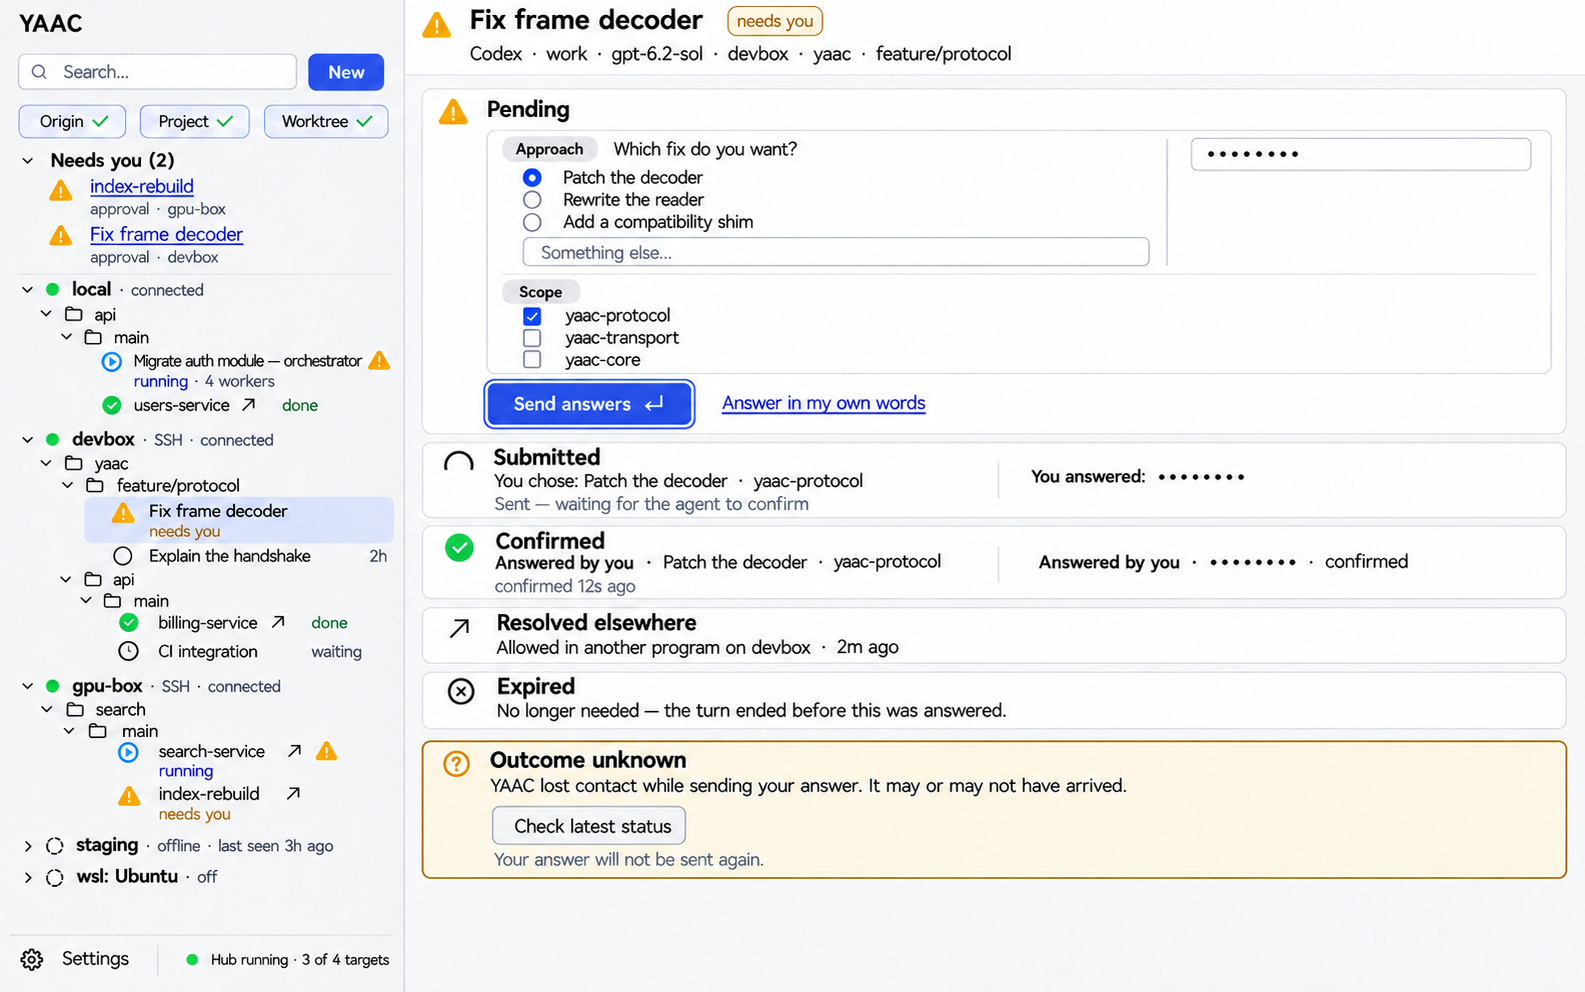 YAAC
Search...
New
Origin
Project
Worktree
Needs you (2)
index-rebuild
approval · gpu-box
Fix frame decoder
approval · devbox
local · connected
api
main
Migrate auth module — orchestrator
running · 4 workers
users-service ↗ done
devbox · SSH · connected
yaac
feature/protocol
Fix frame decoder
needs you
Explain the handshake 2h
api
main
billing-service ↗ done
CI integration waiting
gpu-box · SSH · connected
search
main
search-service ↗
running
index-rebuild ↗
needs you
staging · offline · last seen 3h ago
wsl: Ubuntu · off
Settings
Hub running · 3 of 4 targets
Fix frame decoder needs you
Codex · work · gpt-6.2-sol · devbox · yaac · feature/protocol
Pending
Approach Which fix do you want?
Patch the decoder
Rewrite the reader
Add a compatibility shim
Something else...
••••••••
Scope
yaac-protocol
yaac-transport
yaac-core
Send answers ↵
Answer in my own words
Submitted
You chose: Patch the decoder · yaac-protocol
Sent — waiting for the agent to confirm
You answered: ••••••••
Confirmed
Answered by you · Patch the decoder · yaac-protocol
confirmed 12s ago
Answered by you · •••••••• · confirmed
Resolved elsewhere
Allowed in another program on devbox · 2m ago
Expired
No longer needed — the turn ended before this was answered.
Outcome unknown
YAAC lost contact while sending your answer. It may or may not have arrived.
Check latest status
Your answer will not be sent again.